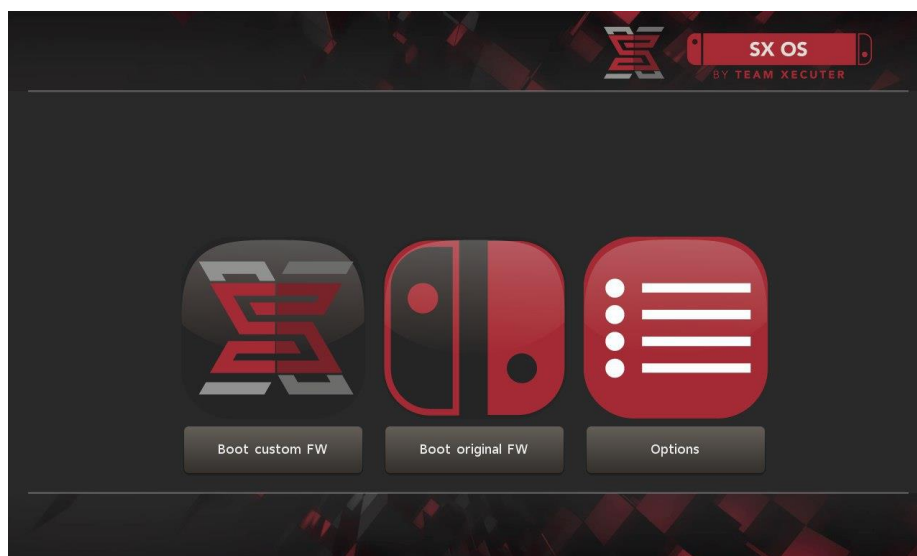 SX OS
BY TEAM XECUTER
Boot custom FW
Boot original FW
Options